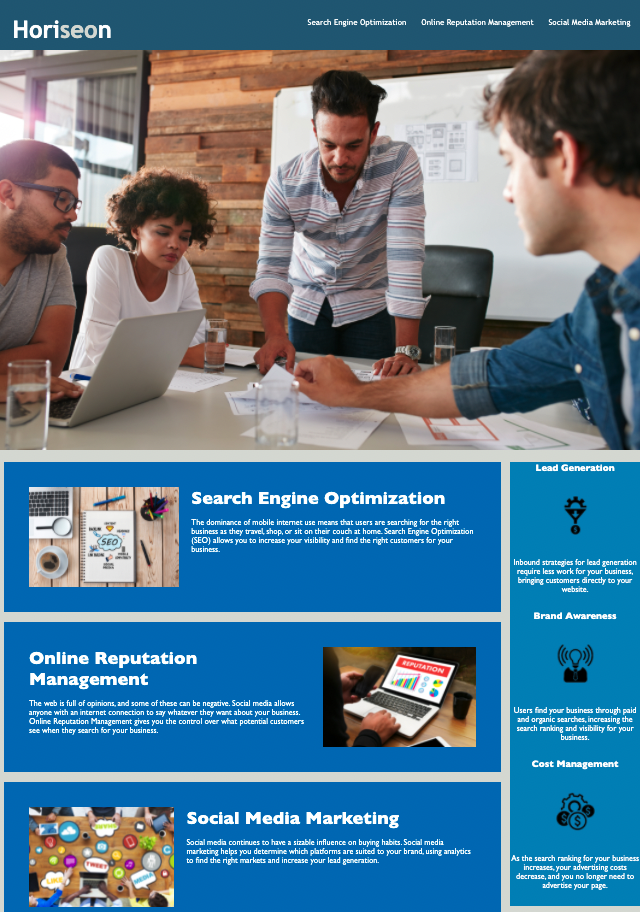 Horiseon
Search Engine Optimization
Online Reputation Management
Social Media Marketing
SEO
Search Engine Optimization
The dominance of mobile internet use means that users are searching for the right
business as they travel, shop, or sit on their couch at home. Search Engine Optimization
(SEO) allows you to increase your visibility and find the right customers for your
business.
Online Reputation
Management
The web is full of opinions, and some of these can be negative. Social media allows
anyone with an internet connection to say whatever they want about your business.
Online Reputation Management gives you the control over what potential customers
see when they search for your business.
REPUTATION
Social Media Marketing
Social media continues to have a sizable influence on buying habits. Social media
marketing helps you determine which platforms are suited to your brand, using analytics
to find the right markets and increase your lead generation.
TWEET
LIKE
MEDIA
Lead Generation
Inbound strategies for lead generation
require less work for your business,
bringing customers directly to your
website.
Brand Awareness
Users find your business through paid
and organic searches, increasing the
search ranking and visibility for your
business.
Cost Management
As the search ranking for your business
increases, your advertising costs
decrease, and you no longer need to
advertise your page.